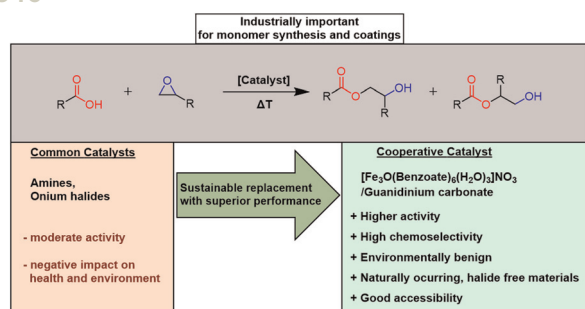 Industrially important
for monomer synthesis and coatings
O
R
OH
+
O
R
[Catalyst]
ΔT
O
R
O
OH
R
+
O
R
O
R
OH
Common Catalysts
Amines,
Onium halides
- moderate activity
- negative impact on
health and environment
Sustainable replacement
with superior performance
Cooperative Catalyst
[Fe3O(Benzoate)6(H2O)3]NO3
/Guanidinium carbonate
+ Higher activity
+ High chemoselectivity
+ Environmentally benign
+ Naturally ocurring, halide free materials
+ Good accessibility